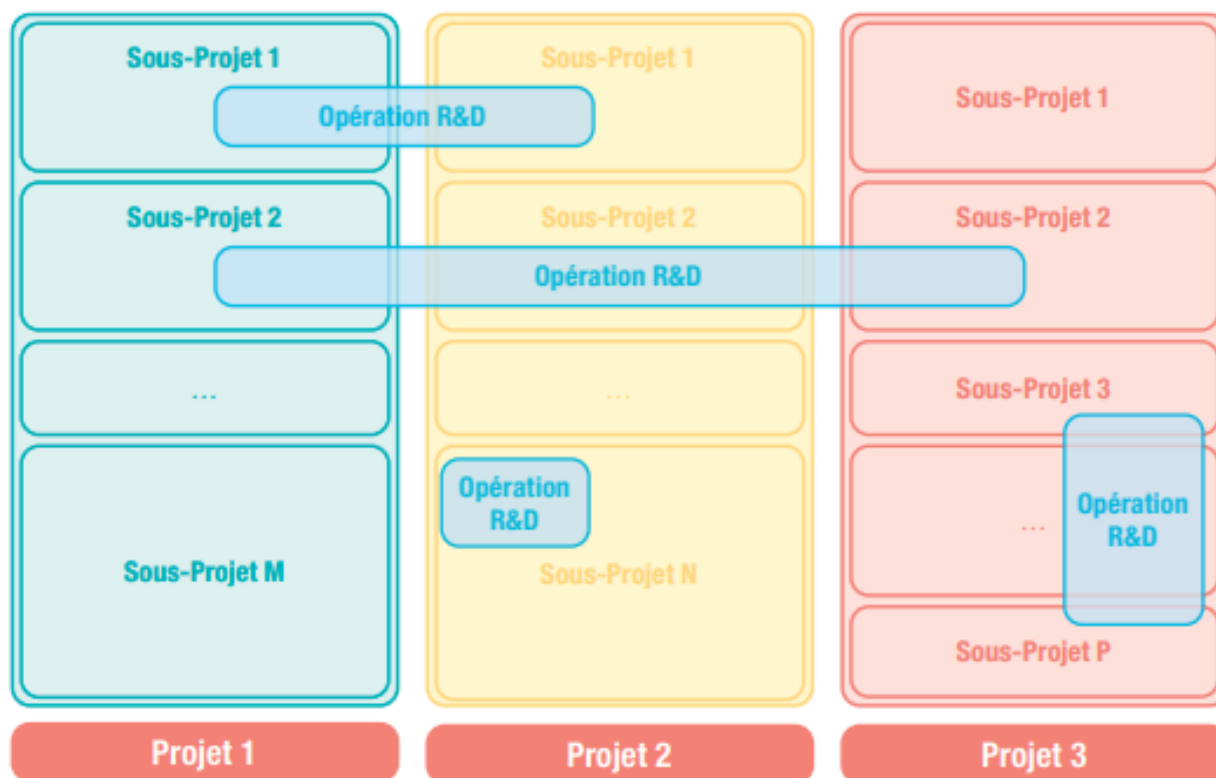 Sous-Projet 1
Opération R&D
Sous-Projet 2
Opération R&D
...
Sous-Projet M
Projet 1
Sous-Projet 1
Sous-Projet 2
...
Opération
R&D
Sous-Projet N
Projet 2
Sous-Projet 1
Sous-Projet 2
Sous-Projet 3
...
Opération
R&D
Sous-Projet P
Projet 3